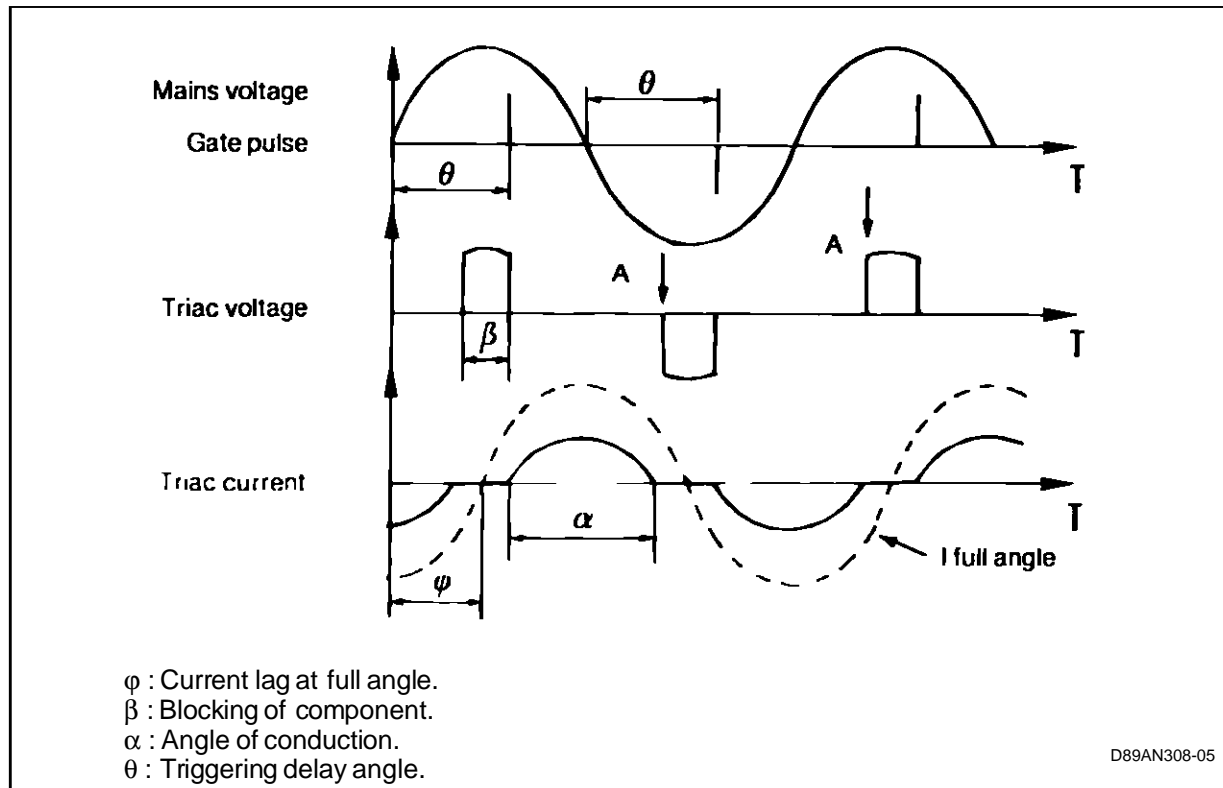 Mains voltage
θ
Gate pulse
T
θ
A
A
Triac voltage
β
T
Triac current
α
T
I full angle
φ
φ : Current lag at full angle.
β : Blocking of component.
α : Angle of conduction.
θ : Triggering delay angle.
D89AN308-05